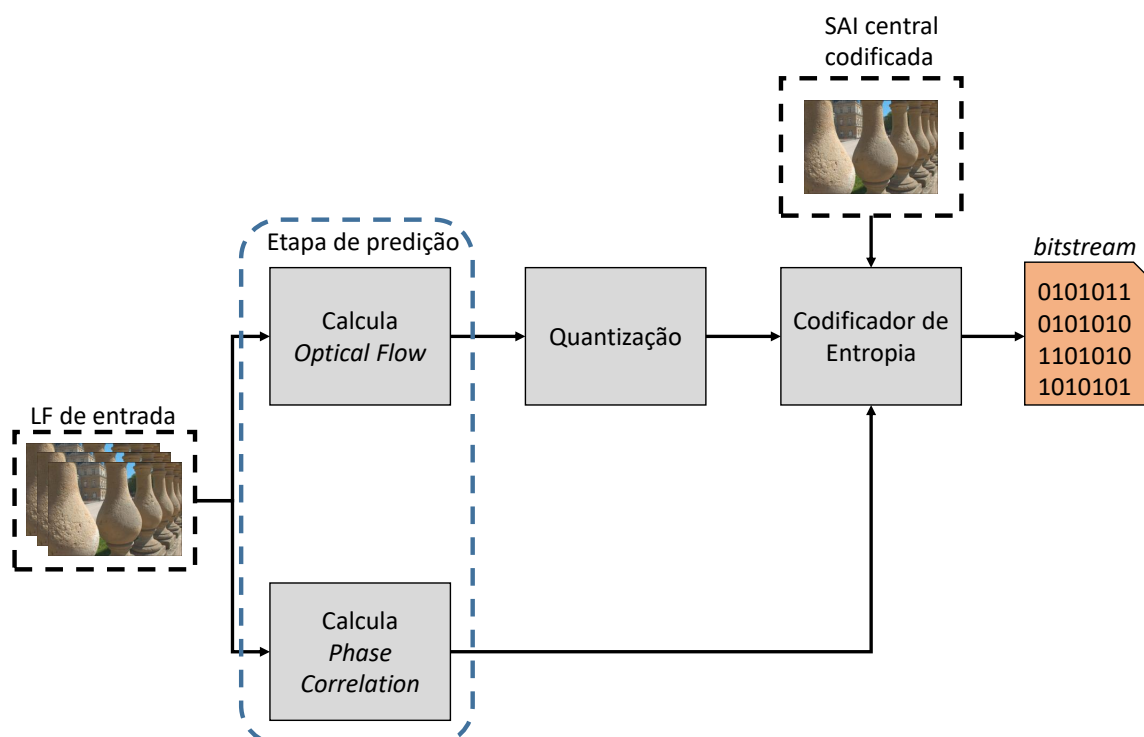 SAI central
codificada
Etapa de predição
bitstream
Calcula
Optical Flow
Quantização
Codificador de
Entropia
0101011
0101010
1101010
1010101
LF de entrada
Calcula
Phase
Correlation